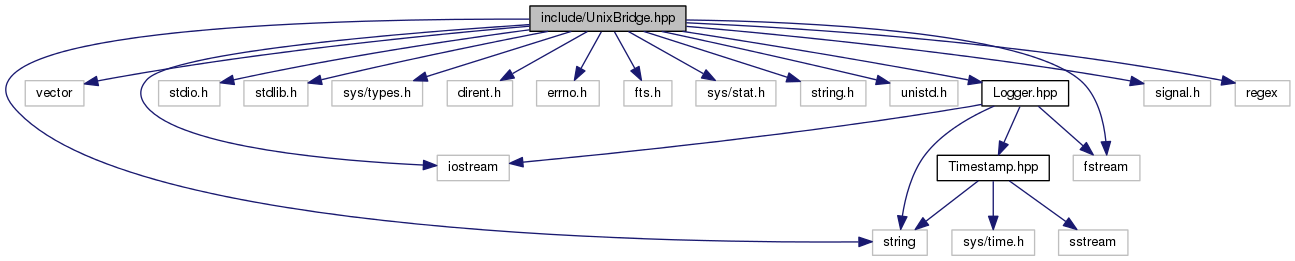 include/UnixBridge.hpp
vector
stdio.h
stdlib.h
sys/types.h
dirent.h
errno.h
fts.h
sys/stat.h
string.h
unistd.h
Logger.hpp
signal.h
regex
iostream
Timestamp.hpp
fstream
string
sys/time.h
sstream